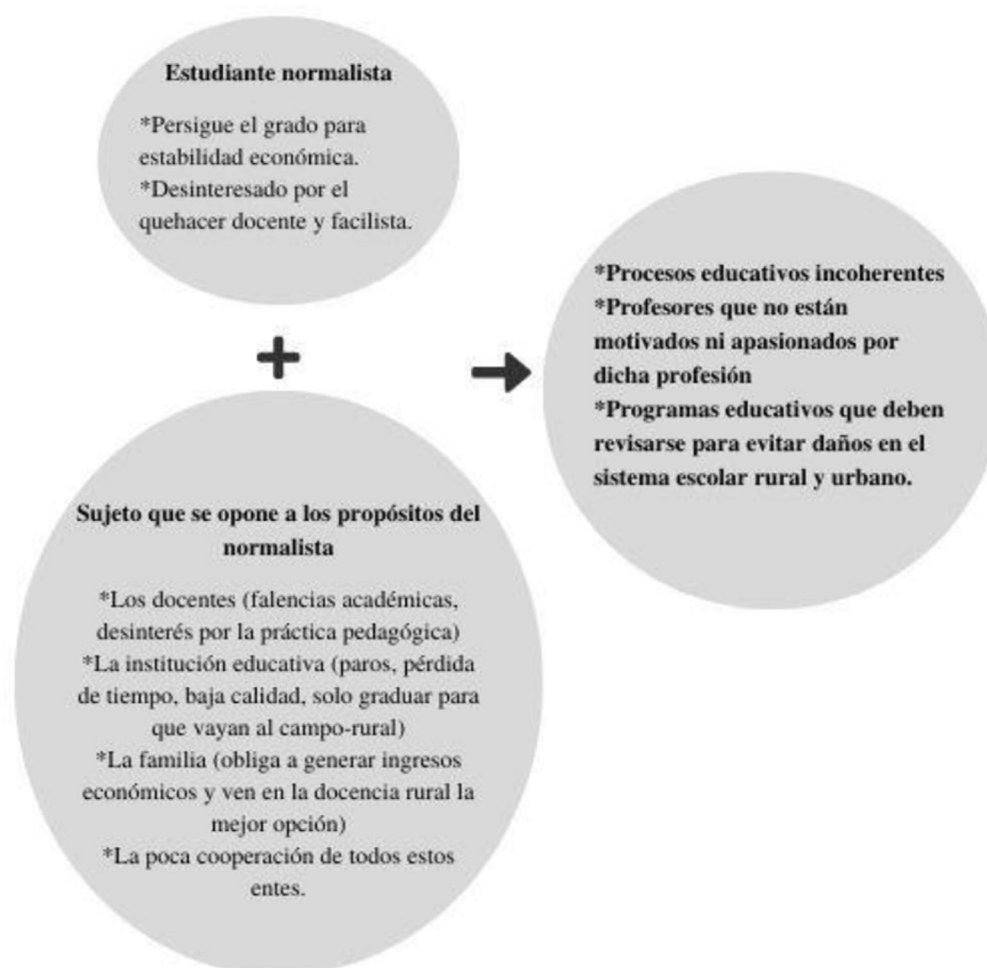 Estudiante normalista
*Persigue el grado para
estabilidad económica.
*Desinteresado por el
quehacer docente y facilista.
+
Sujeto que se opone a los propósitos del
normalista
*Los docentes (falencias académicas,
desinterés por la práctica pedagógica)
*La institución educativa (paros, pérdida
de tiempo, baja calidad, solo graduar para
que vayan al campo-rural)
*La familia (obliga a generar ingresos
económicos y ven en la docencia rural la
mejor opción)
*La poca cooperación de todos estos
entes.
*Procesos educativos incoherentes
*Profesores que no están
motivados ni apasionados por
dicha profesión
*Programas educativos que deben
revisarse para evitar daños en el
sistema escolar rural y urbano.